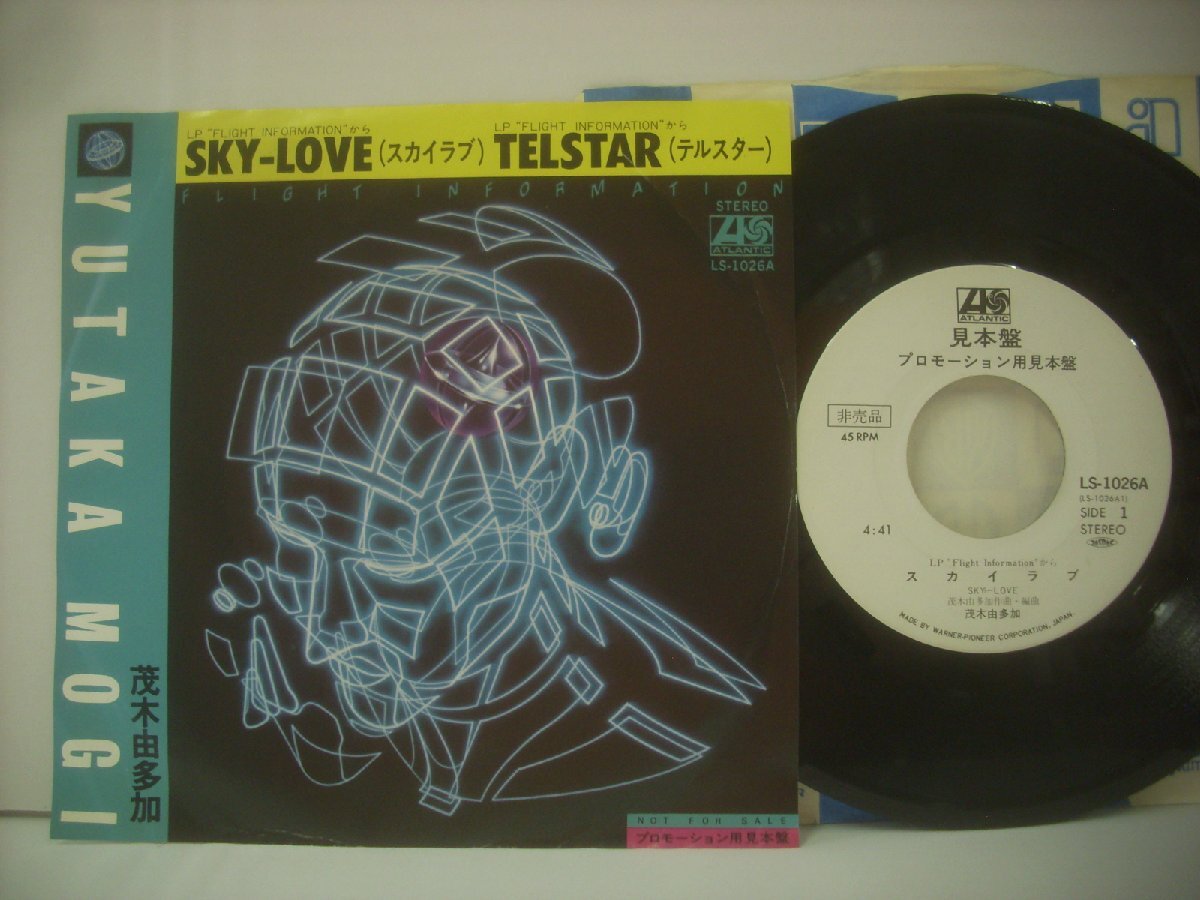 YUTAKA MOGI
茂木由多加
LP "FLIGHT INFORMATION"から
SKY-LOVE (スカイラブ)
LP "FLIGHT INFORMATION"から
TELSTAR (テルスター)
FLIGHT INFORMATION
STEREO
ATLANTIC
LS-1026A
NOT FOR SALE
プロモーション用見本盤
ATLANTIC
見本盤
プロモーション用見本盤
非売品
45 RPM
LS-1026A
(LS-1026A1)
SIDE 1
STEREO
4:41
LP "Flight Information"から
スカイラブ
SKY-LOVE
茂木由多加作曲・編曲
茂木由多加
MADE BY WARNER-PIONEER CORPORATION, JAPAN.